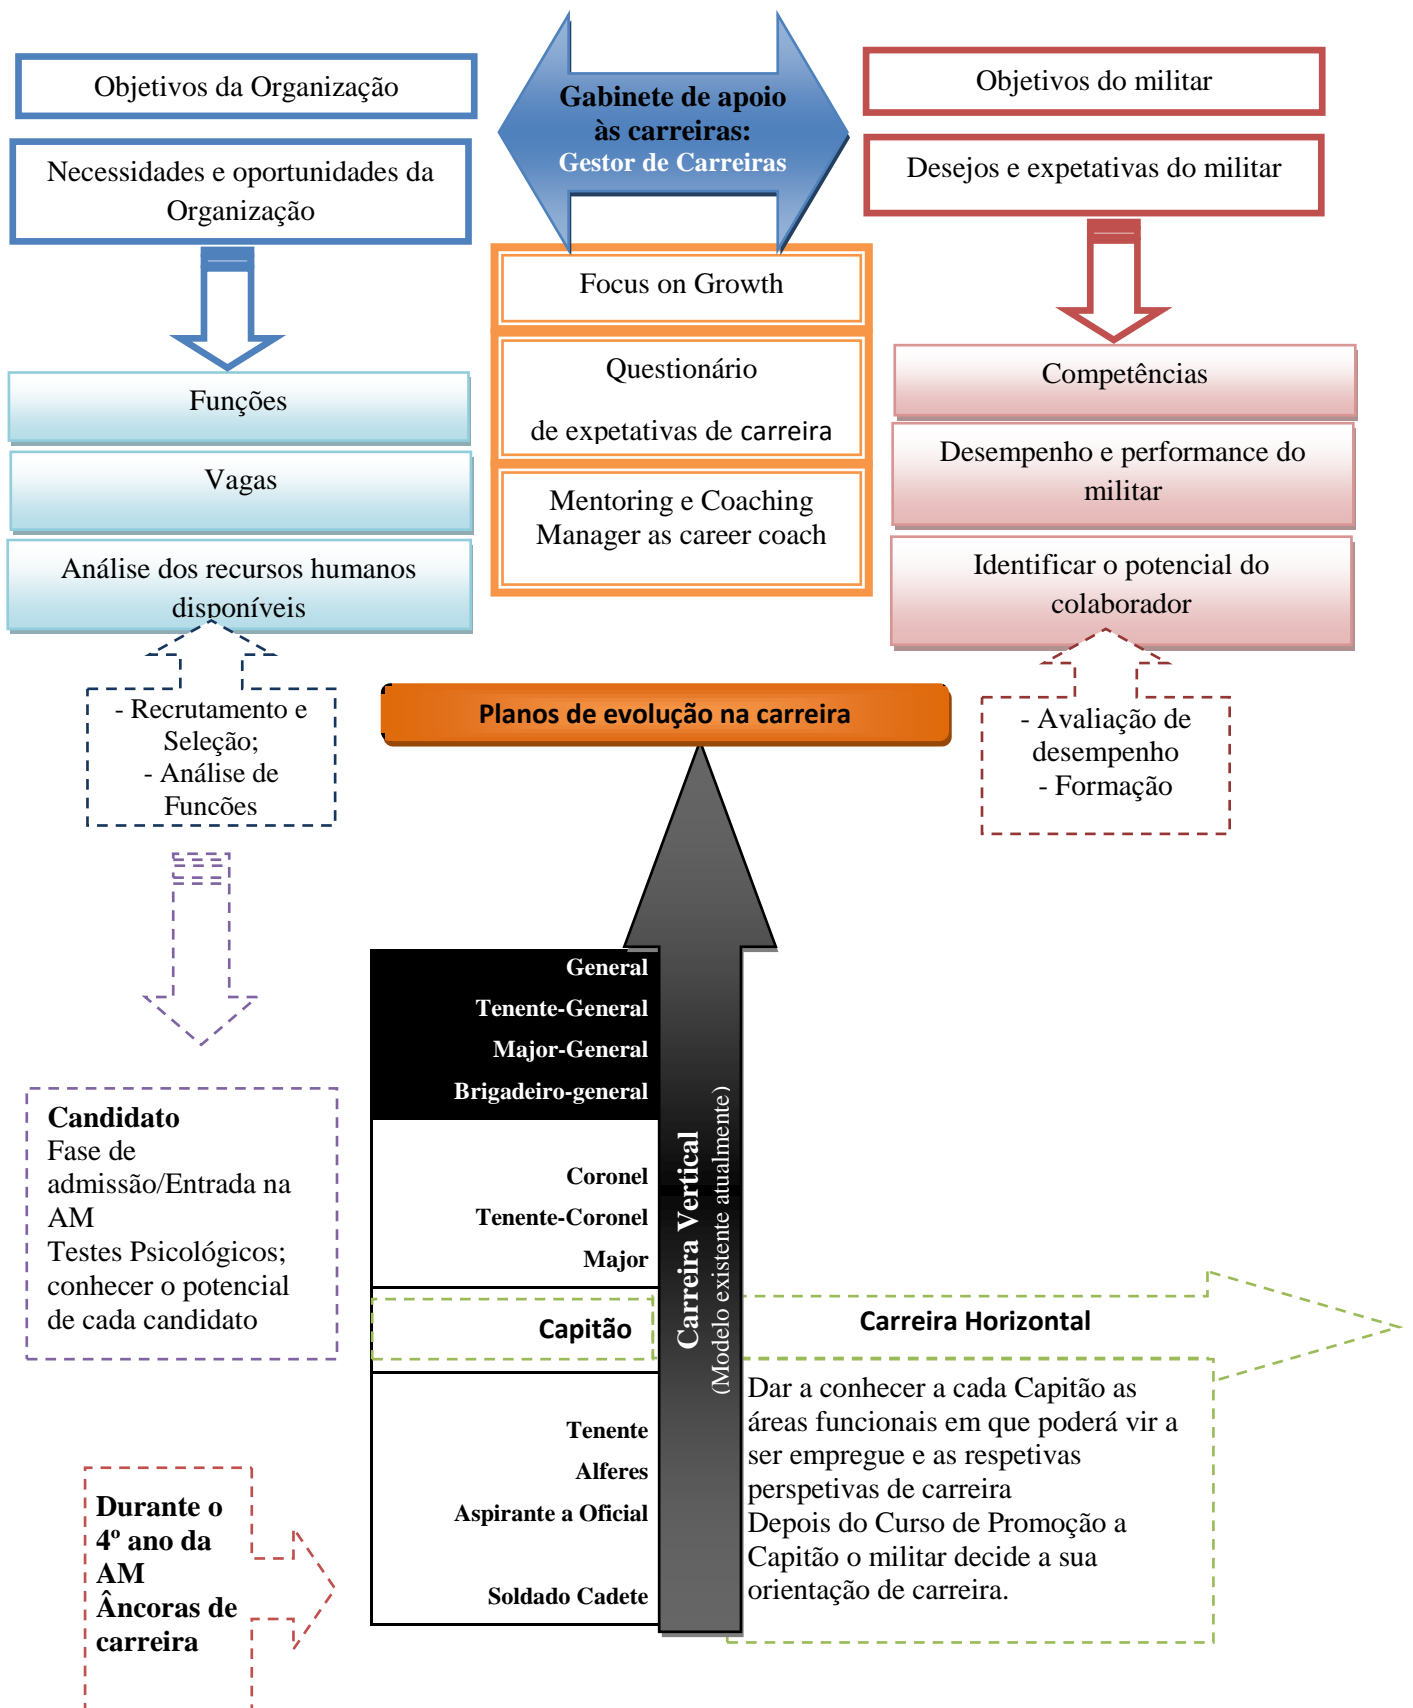 Objetivos da Organização
Necessidades e oportunidades da
Organização
Gabinete de apoio
às carreiras:
Gestor de Carreiras
Objetivos do militar
Desejos e expetativas do militar
Funções
Vagas
Análise dos recursos humanos
disponíveis
Focus on Growth
Questionário
de expetativas de carreira
Mentoring e Coaching
Manager as career coach
Competências
Desempenho e performance do
militar
Identificar o potencial do
colaborador
- Recrutamento e
Seleção;
- Análise de
Funções
Planos de evolução na carreira
- Avaliação de
desempenho
- Formação
Candidato
Fase de
admissão/Entrada na
AM
Testes Psicológicos;
conhecer o potencial
de cada candidato
General
Tenente-General
Major-General
Brigadeiro-general
Coronel
Tenente-Coronel
Major
Capitão
Tenente
Alferes
Aspirante a Oficial
Soldado Cadete
Carreira Vertical
(Modelo existente atualmente)
Carreira Horizontal
Dar a conhecer a cada Capitão as
áreas funcionais em que poderá vir a
ser empregue e as respetivas
perspetivas de carreira
Depois do Curso de Promoção a
Capitão o militar decide a sua
orientação de carreira.
Durante o
4º ano da
AM
Âncoras de
carreira